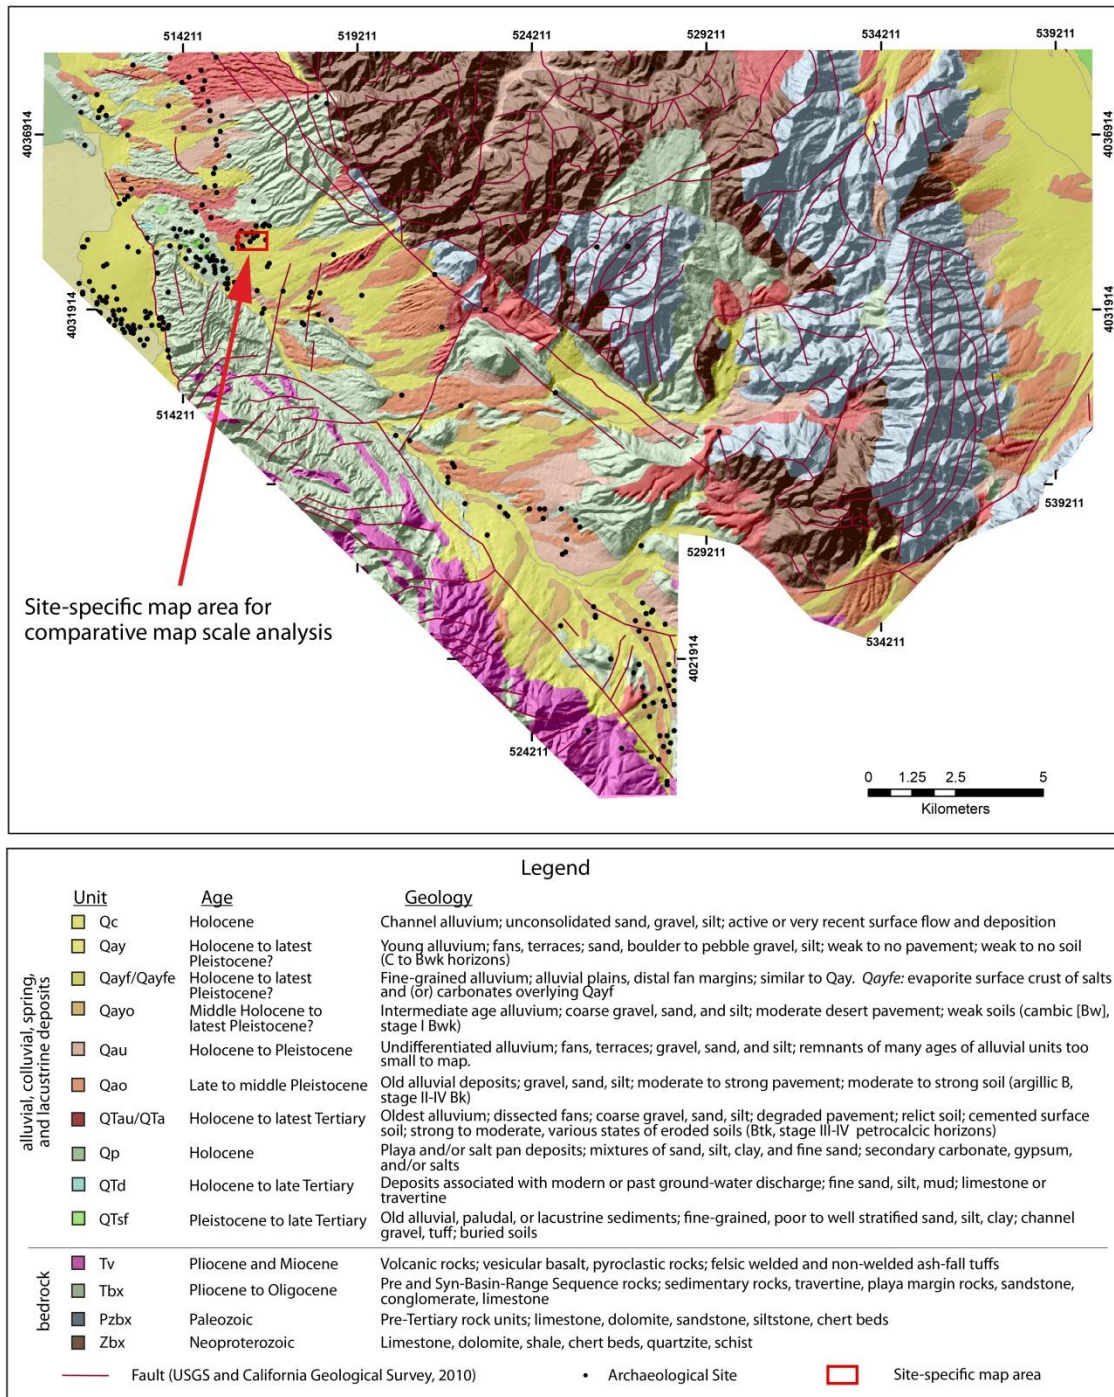 514211
519211
524211
529211
534211
539211
4036914
4036914
4031914
4031914
514211
539211
529211
Site-specific map area for
comparative map scale analysis
534211
4021914
524211
0 1.25 2.5 5
Kilometers
Legend
Unit Age Geology
alluvial, colluvial, spring,
and lacustrine deposits
Qc Holocene Channel alluvium; unconsolidated sand, gravel, silt; active or very recent surface flow and deposition
Qay Holocene to latest Young alluvium; fans, terraces; sand, boulder to pebble gravel, silt; weak to no pavement; weak to no soil
Pleistocene? (C to Bwk horizons)
Qayf/Qayfe Holocene to latest Fine-grained alluvium; alluvial plains, distal fan margins; similar to Qay. Qayfe: evaporite surface crust of salts
Pleistocene? and (or) carbonates overlying Qayf
Qayo Middle Holocene to Intermediate age alluvium; coarse gravel, sand, and silt; moderate desert pavement; weak soils (cambic [Bw],
latest Pleistocene? stage I Bwk)
Qau Holocene to Pleistocene Undifferentiated alluvium; fans, terraces; gravel, sand, and silt; remnants of many ages of alluvial units too
small to map.
Qao Late to middle Pleistocene Old alluvial deposits; gravel, sand, silt; moderate to strong pavement; moderate to strong soil (argillic B,
stage II-IV Bk)
QTau/QTa Holocene to latest Tertiary Oldest alluvium; dissected fans; coarse gravel, sand, silt; degraded pavement; relict soil; cemented surface
soil; strong to moderate, various states of eroded soils (Btk, stage III-IV petrocalcic horizons)
Qp Holocene Playa and/or salt pan deposits; mixtures of sand, silt, clay, and fine sand; secondary carbonate, gypsum,
and/or salts
QTd Holocene to late Tertiary Deposits associated with modern or past ground-water discharge; fine sand, silt, mud; limestone or
travertine
QTsf Pleistocene to late Tertiary Old alluvial, paludal, or lacustrine sediments; fine-grained, poor to well stratified sand, silt, clay; channel
gravel, tuff; buried soils
bedrock
Tv Pliocene and Miocene Volcanic rocks; vesicular basalt, pyroclastic rocks; felsic welded and non-welded ash-fall tuffs
Tbx Pliocene to Oligocene Pre and Syn-Basin-Range Sequence rocks; sedimentary rocks, travertine, playa margin rocks, sandstone,
conglomerate, limestone
Pzbx Paleozoic Pre-Tertiary rock units; limestone, dolomite, sandstone, siltstone, chert beds
Zbx Neoproterozoic Limestone, dolomite, shale, chert beds, quartzite, schist
Fault (USGS and California Geological Survey, 2010) Archaeological Site Site-specific map area